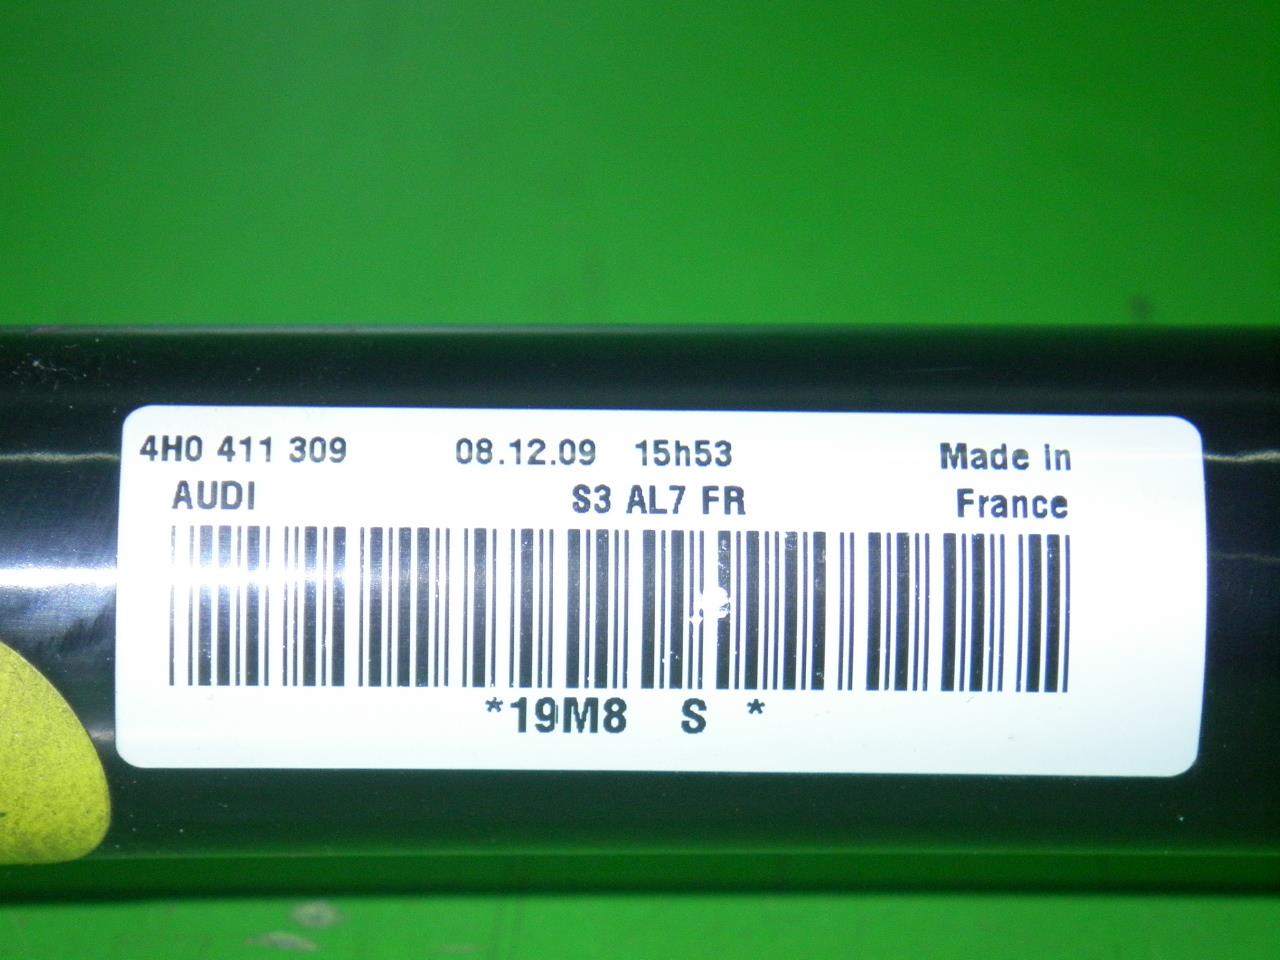 4H0 411 309 08.12.09 15h53 Made in
AUDI S3 AL7 FR France
*19M8 S *